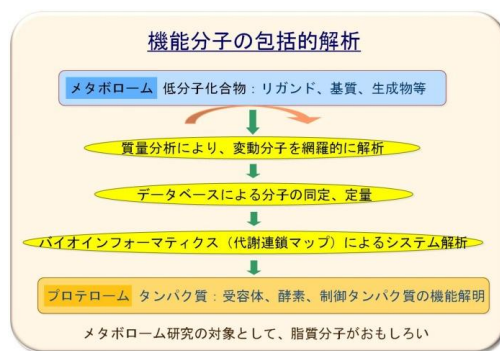 機能分子の包括的解析
メタボローム 低分子化合物：リガンド、基質、生成物等
質量分析により、変動分子を網羅的に解析
データベースによる分子の同定、定量
バイオインフォマティクス（代謝連鎖マップ）によるシステム解析
プロテローム タンパク質：受容体、酵素、制御タンパク質の機能解明
メタボローム研究の対象として、脂質分子がおもしろい